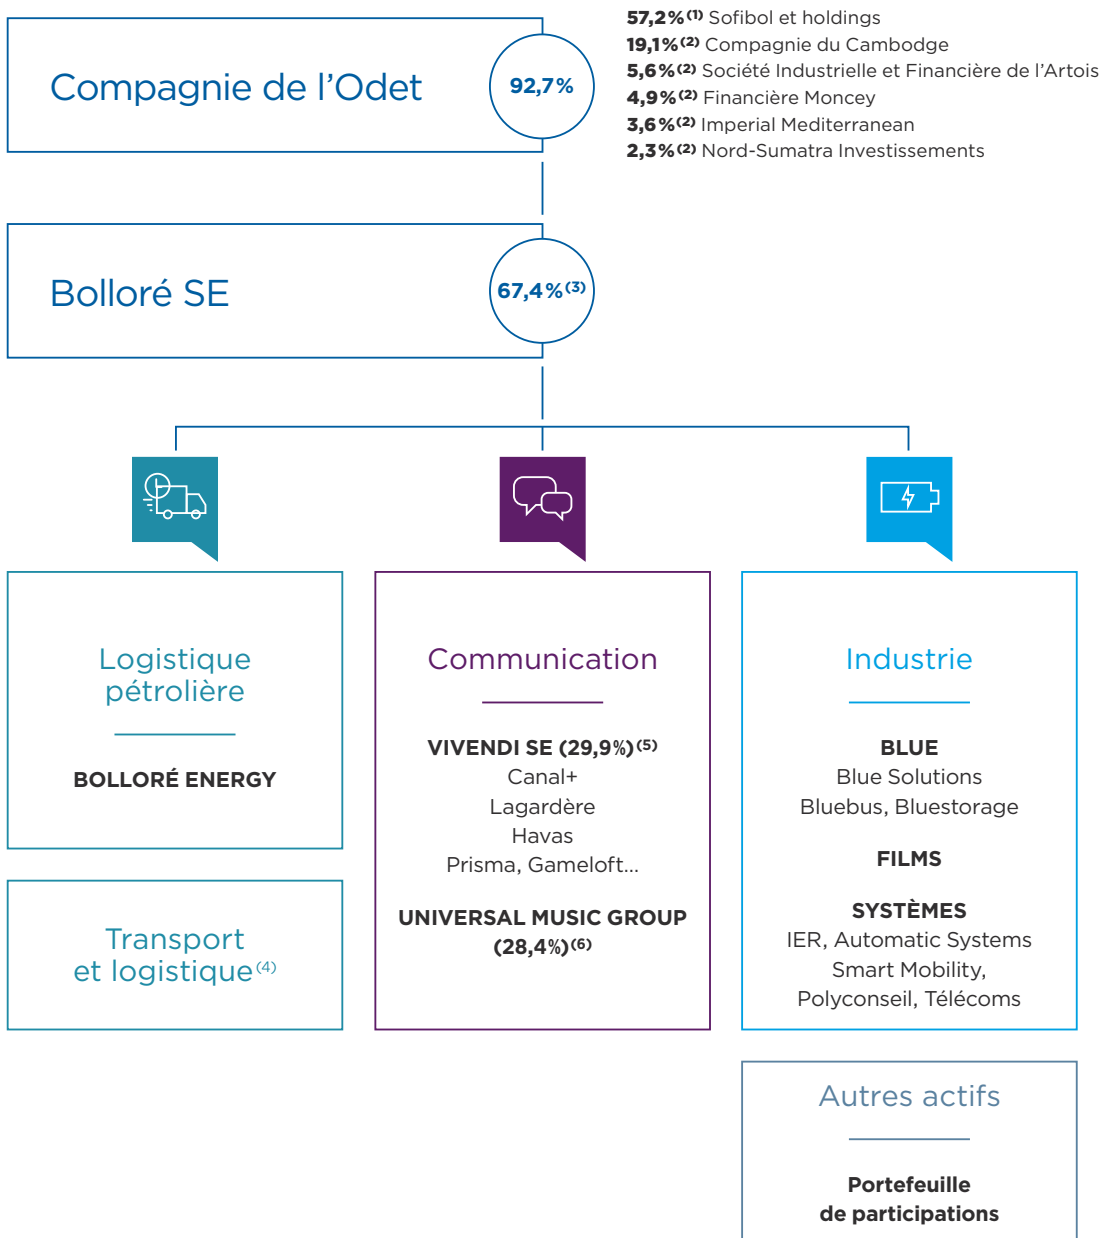 Compagnie de l’Odet
92,7%
57,2%(1) Sofibol et holdings
19,1%(2) Compagnie du Cambodge
5,6%(2) Société Industrielle et Financière de l’Artois
4,9%(2) Financière Moncey
3,6%(2) Imperial Mediterranean
2,3%(2) Nord-Sumatra Investissements
Bolloré SE
67,4%(3)
Logistique
pétrolière
BOLLORÉ ENERGY
Transport
et logistique(4)
Communication
VIVENDI SE (29,9%)(5)
Canal+
Lagardère
Havas
Prisma, Gameloft...
UNIVERSAL MUSIC GROUP
(28,4%)(6)
Industrie
BLUE
Blue Solutions
Bluebus, Bluestorage
FILMS
SYSTÈMES
IER, Automatic Systems
Smart Mobility,
Polyconseil, Télécoms
Autres actifs
Portefeuille
de participations